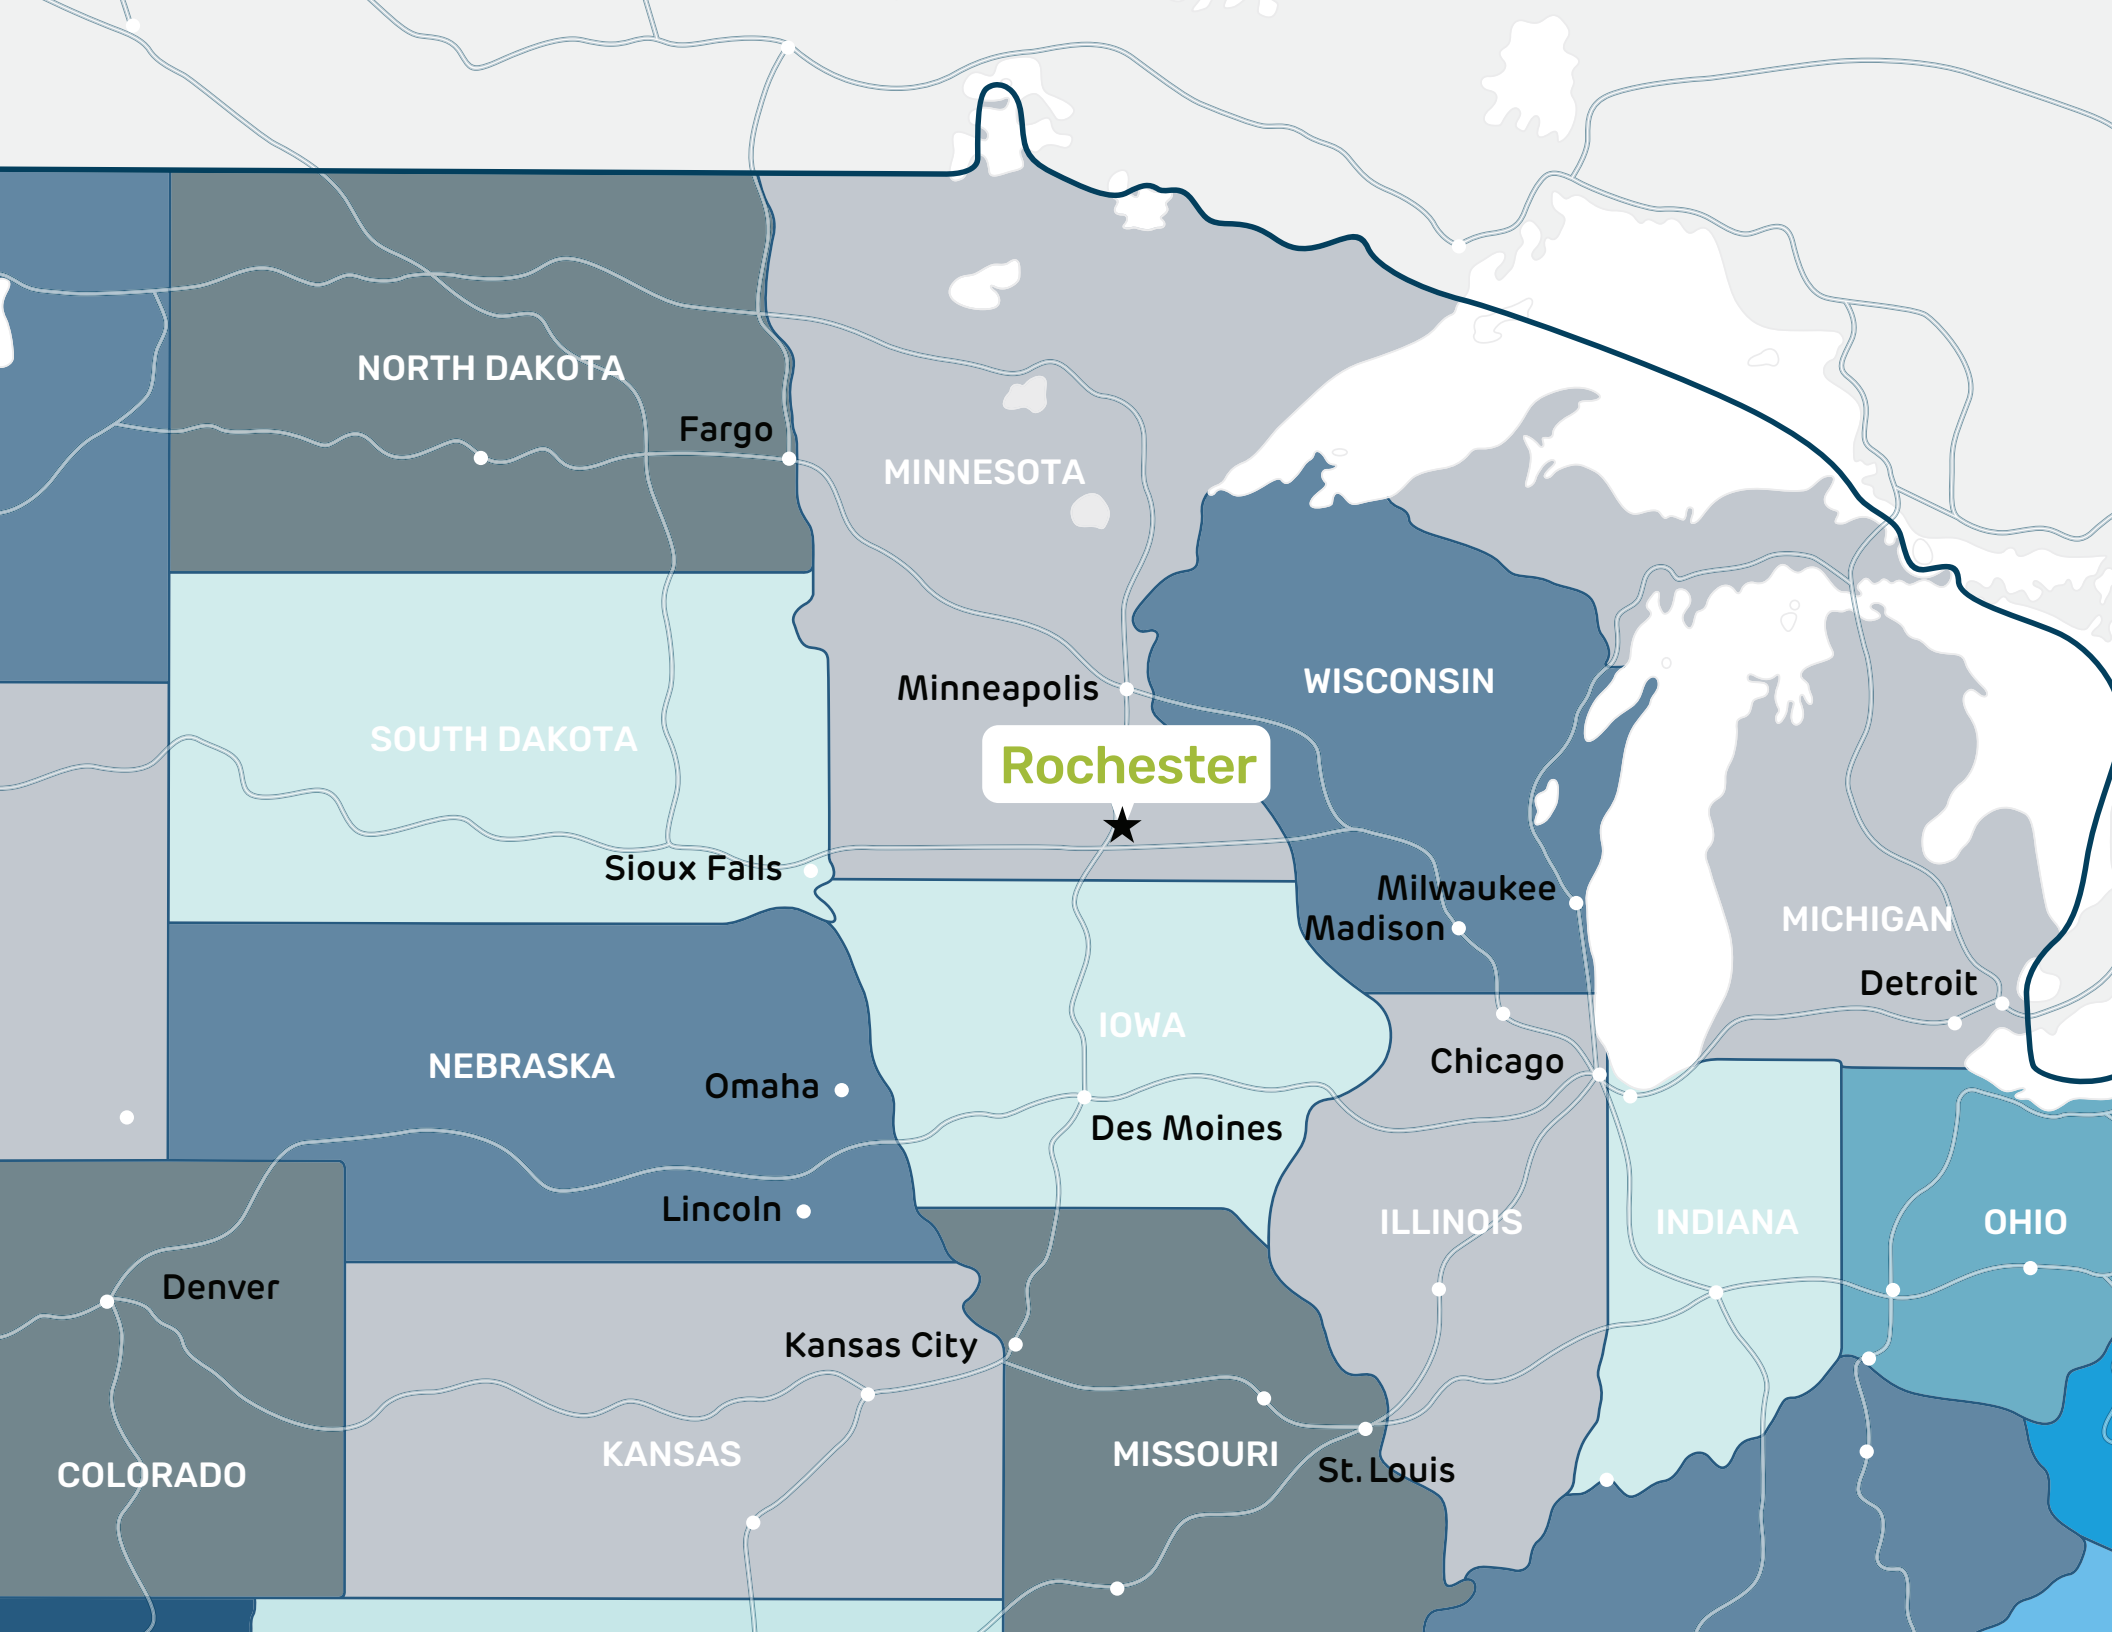 NORTH DAKOTA
Fargo
MINNESOTA
Minneapolis
WISCONSIN
SOUTH DAKOTA
Rochester
Sioux Falls
Milwaukee
Madison
MICHIGAN
Detroit
IOWA
NEBRASKA
Omaha
Chicago
Des Moines
Lincoln
ILLINOIS
INDIANA
OHIO
Denver
Kansas City
KANSAS
MISSOURI
St. Louis
COLORADO